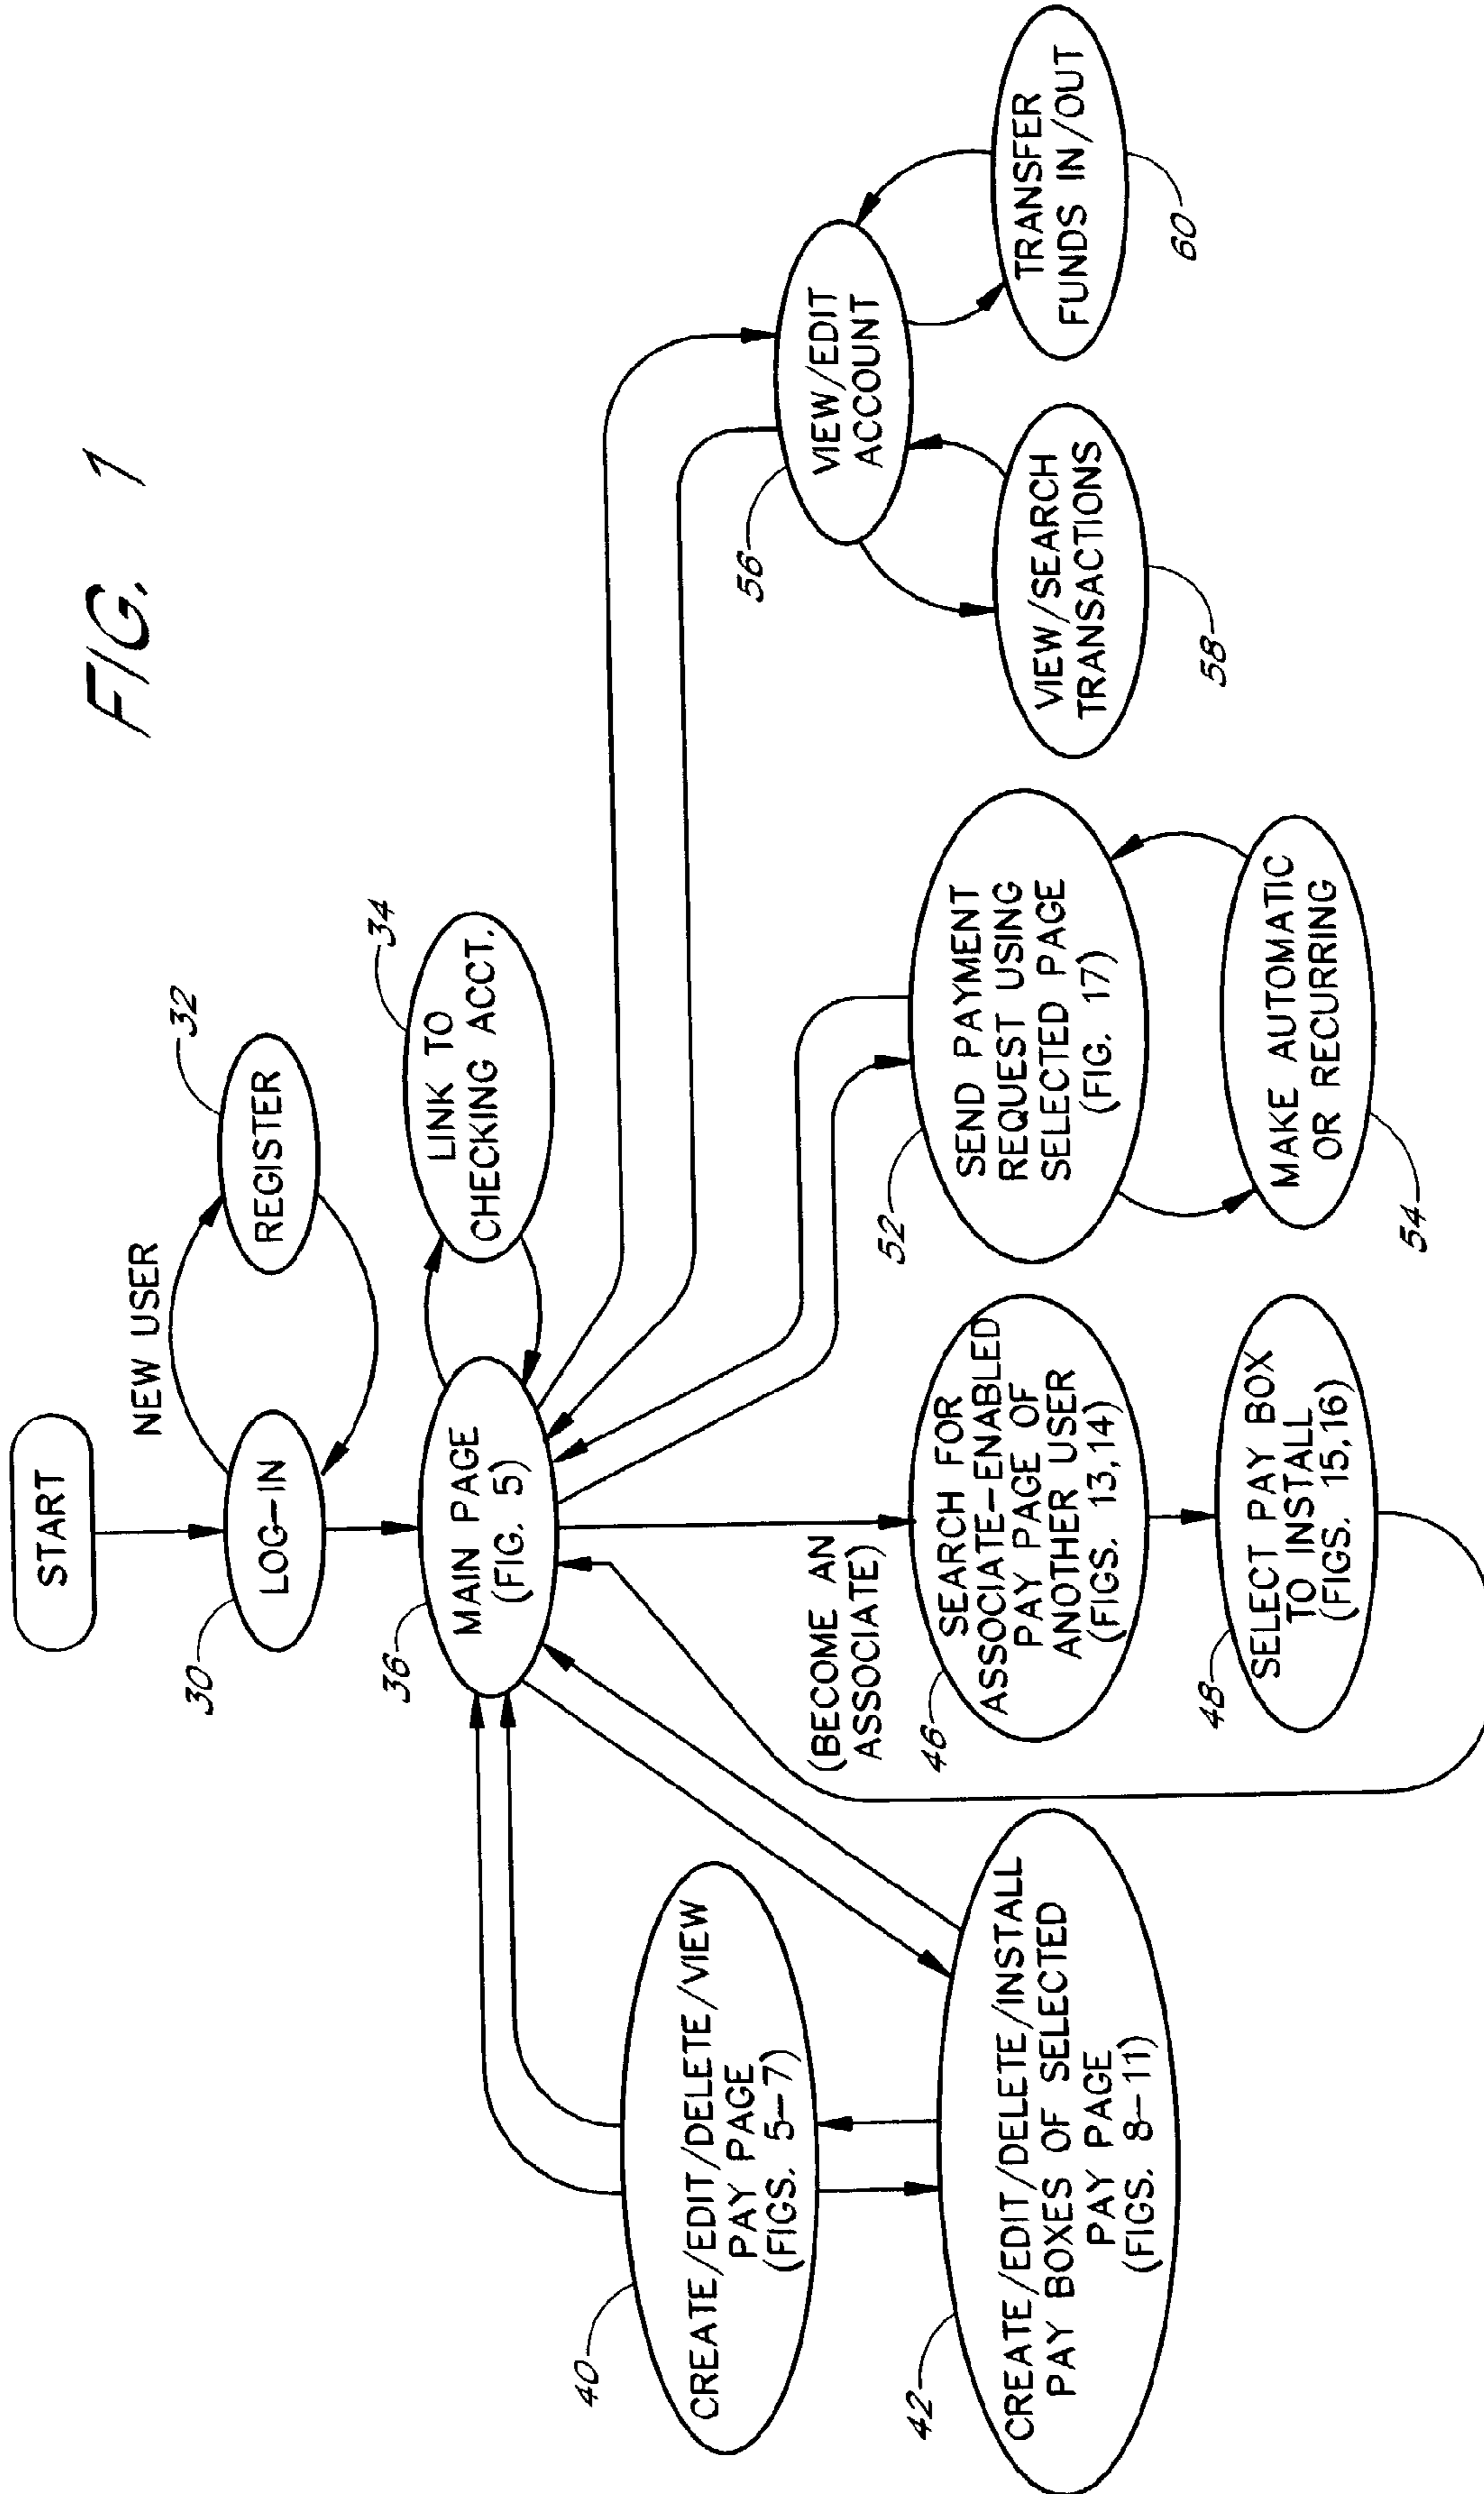 FIG. 1
START
NEW USER
30
LOG-IN
32
REGISTER
34
LINK TO
CHECKING ACCT.
36
MAIN PAGE
(FIG. 5)
40
CREATE/EDIT/DELETE/VIEW
PAY PAGE
(FIGS. 5-7)
42
CREATE/EDIT/DELETE/INSTALL
PAY BOXES OF SELECTED
PAY PAGE
(FIGS. 8-11)
(BECOME AN
ASSOCIATE)
46
SEARCH FOR
ASSOCIATE-ENABLED
PAY PAGE OF
ANOTHER USER
(FIGS. 13,14)
48
SELECT PAY BOX
TO INSTALL
(FIGS. 15,16)
52
SEND PAYMENT
REQUEST USING
SELECTED PAGE
(FIG. 17)
54
MAKE AUTOMATIC
OR RECURRING
56
VIEW/EDIT
ACCOUNT
58
VIEW/SEARCH
TRANSACTIONS
60
TRANSFER
FUNDS IN/OUT